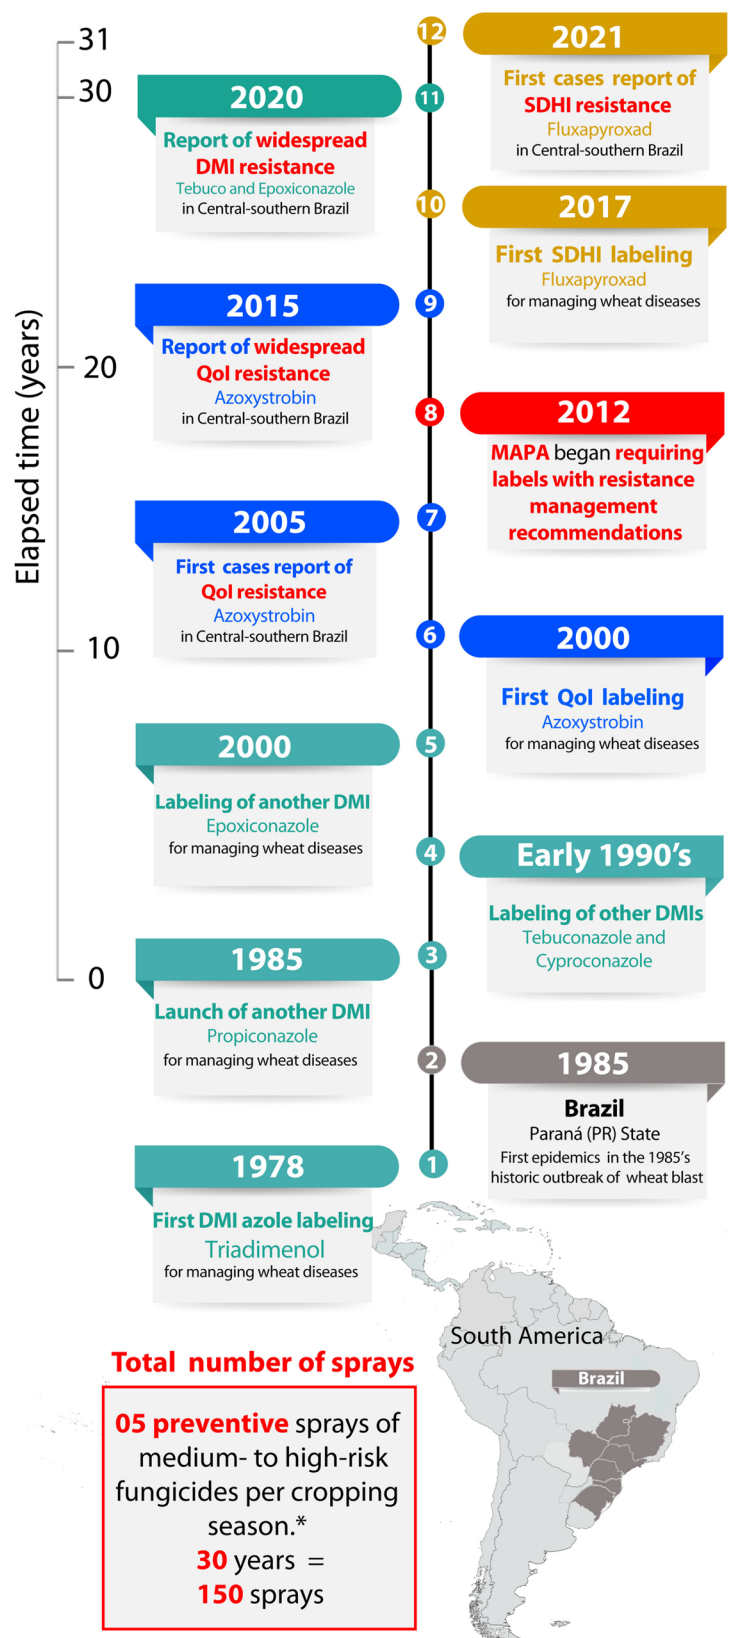 31
30
20
10
0
Elapsed time (years)
12
2021
First cases report of
SDHI resistance
Fluxapyroxad
in Central-southern Brazil
11
2020
Report of widespread
DMI resistance
Tebuco and Epoxiconazole
in Central-southern Brazil
10
2017
First SDHI labeling
Fluxapyroxad
for managing wheat diseases
9
2015
Report of widespread
QoI resistance
Azoxystrobin
in Central-southern Brazil
8
2012
MAPA began requiring
labels with resistance
management
recommendations
7
2005
First cases report of
QoI resistance
Azoxystrobin
in Central-southern Brazil
6
2000
First QoI labeling
Azoxystrobin
for managing wheat diseases
5
2000
Labeling of another DMI
Epoxiconazole
for managing wheat diseases
4
Early 1990's
Labeling of other DMIs
Tebuconazole and
Cyproconazole
3
1985
Launch of another DMI
Propiconazole
for managing wheat diseases
2
1985
Brazil
Paraná (PR) State
First epidemics in the 1985's
historic outbreak of wheat blast
1
1978
First DMI azole labeling
Triadimenol
for managing wheat diseases
South America
Brazil
Total number of sprays
05 preventive sprays of
medium- to high-risk
fungicides per cropping
season.*
30 years =
150 sprays